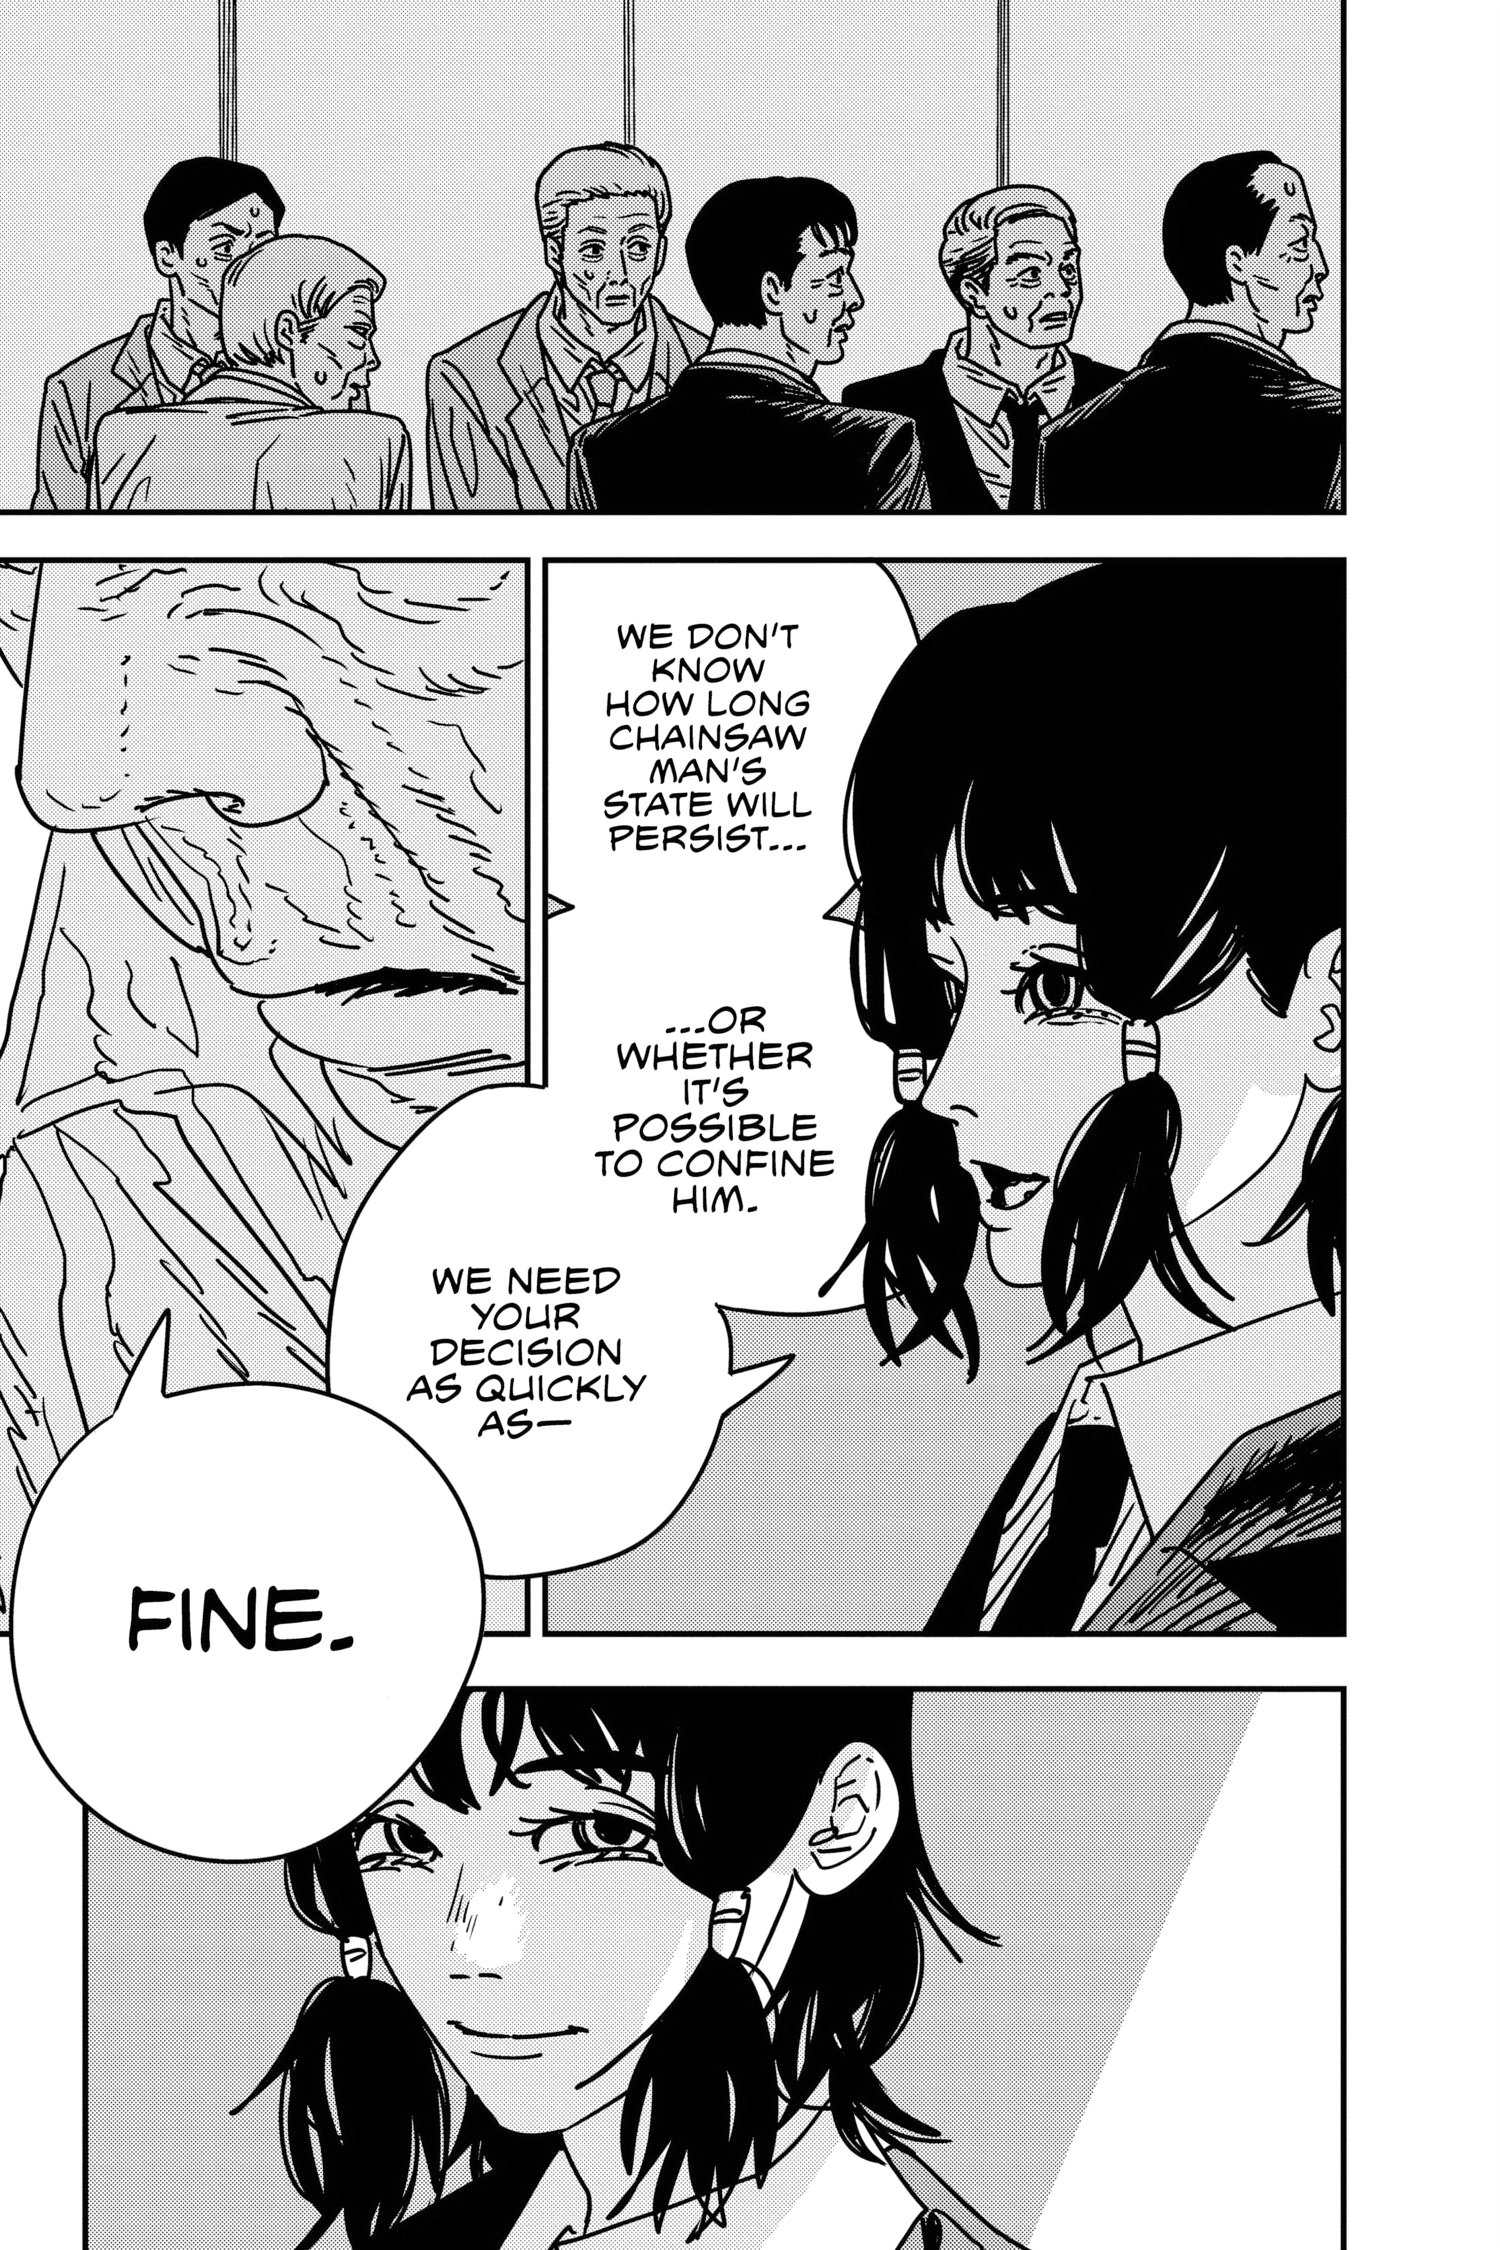 WE DON'T
KNOW
HOW LONG
CHAINSAW
MAN'S
STATE WILL
PERSIST...
...OR
WHETHER
IT'S
POSSIBLE
TO CONFINE
HIM.
WE NEED
YOUR
DECISION
AS QUICKLY
AS—
FINE.